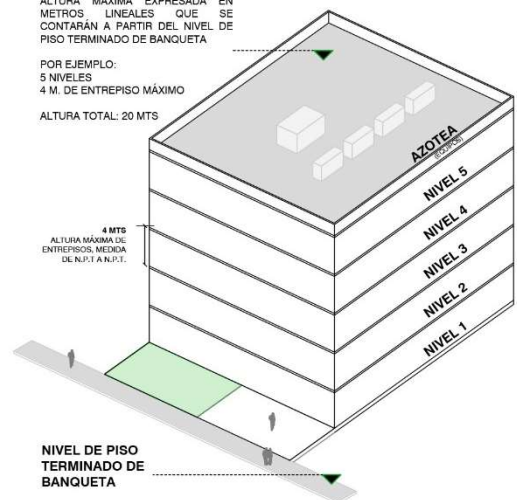 ALTURA MÁXIMA EXPRESADA EN
METROS LINEALES QUE SE
CONTARÁN A PARTIR DEL NIVEL DE
PISO TERMINADO DE BANQUETA
POR EJEMPLO:
5 NIVELES
4 M. DE ENTREPISO MÁXIMO
ALTURA TOTAL: 20 MTS
AZOTEA
(EQUIPOS)
NIVEL 5
NIVEL 4
NIVEL 3
NIVEL 2
NIVEL 1
4 MTS
ALTURA MÁXIMA DE
ENTREPISOS, MEDIDA
DE N.P.T A N.P.T.
NIVEL DE PISO
TERMINADO DE
BANQUETA